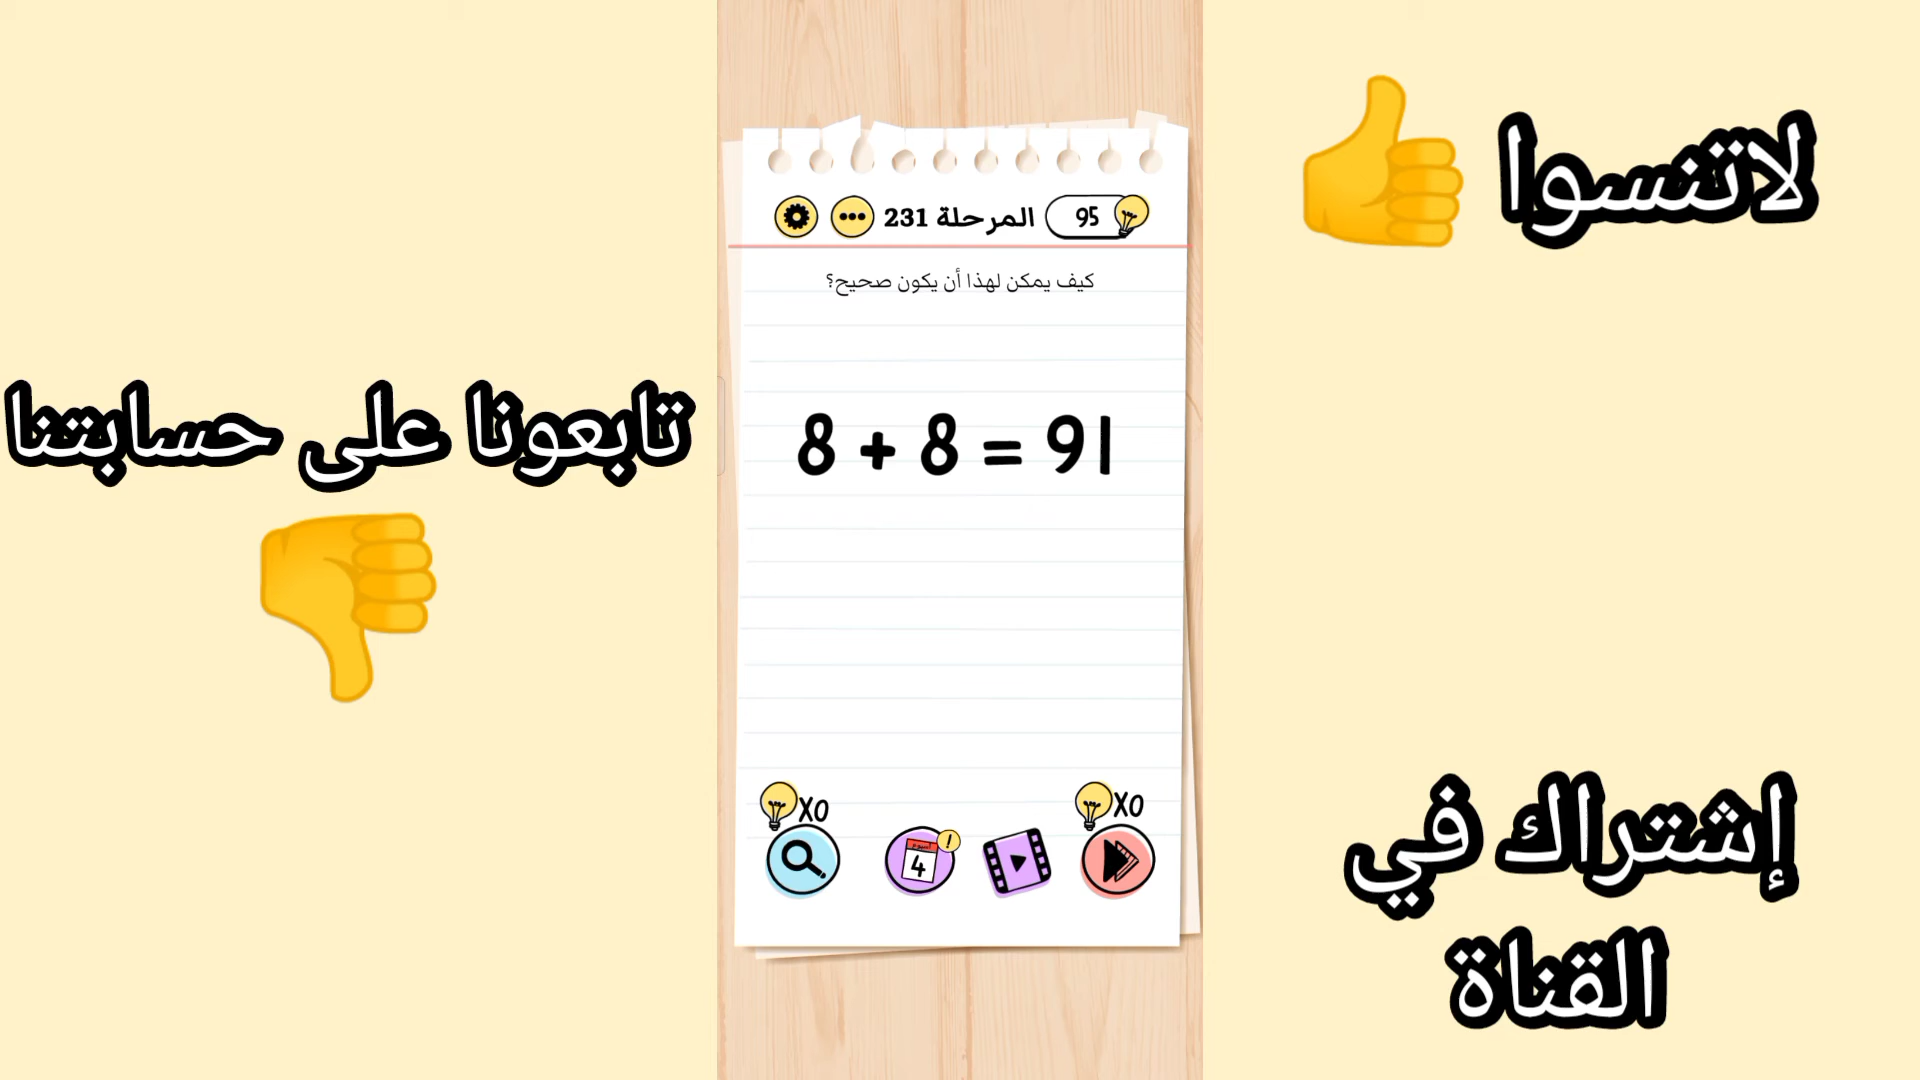 لاتنسوا
95
المرحلة 231
كيف يمكن لهذا أن يكون صحيح؟
تابعونا على حسابتنا
8 + 8 = 91
X0
X0
أسبوع
4
!
إشتراك في
القناة